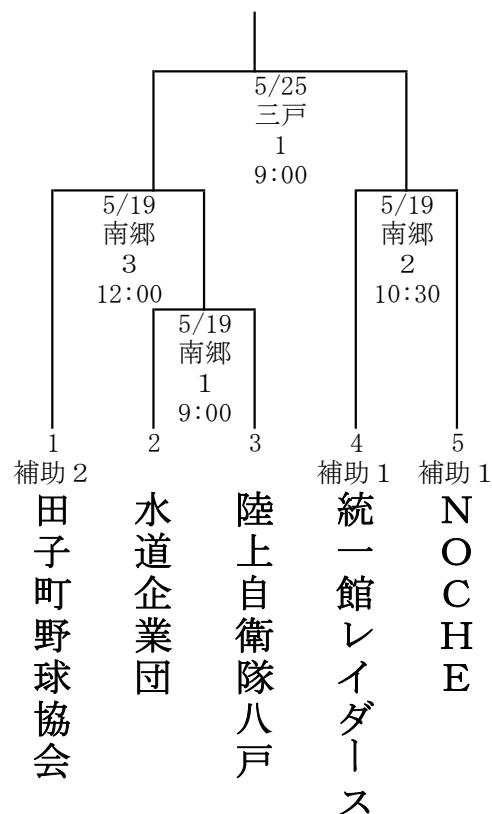 5/25
三戸
1
9:00
5/19
南郷
3
12:00
5/19
南郷
2
10:30
5/19
南郷
1
9:00
1
補助2
田子町野球協会
2
水道企業団
3
陸上自衛隊八戸
4
補助1
統一館レイダース
5
補助1
NOCHE